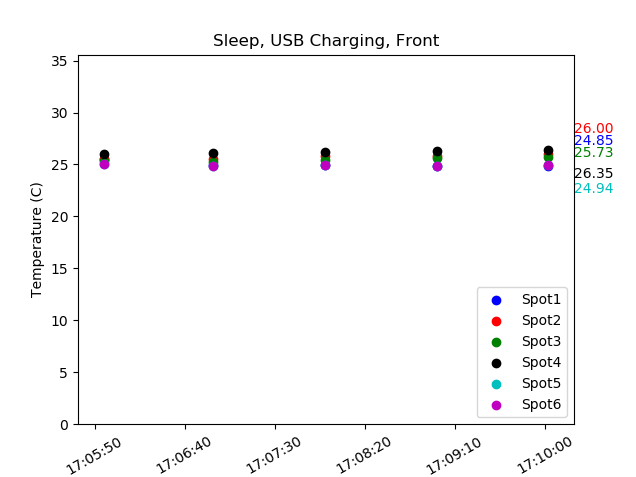 Sleep, USB Charging, Front
Temperature (C)
35
30
25
20
15
10
5
0
26.00
24.85
25.73
26.35
24.94
Spot1
Spot2
Spot3
Spot4
Spot5
Spot6
17:05:50
17:06:40
17:07:30
17:08:20
17:09:10
17:10:00